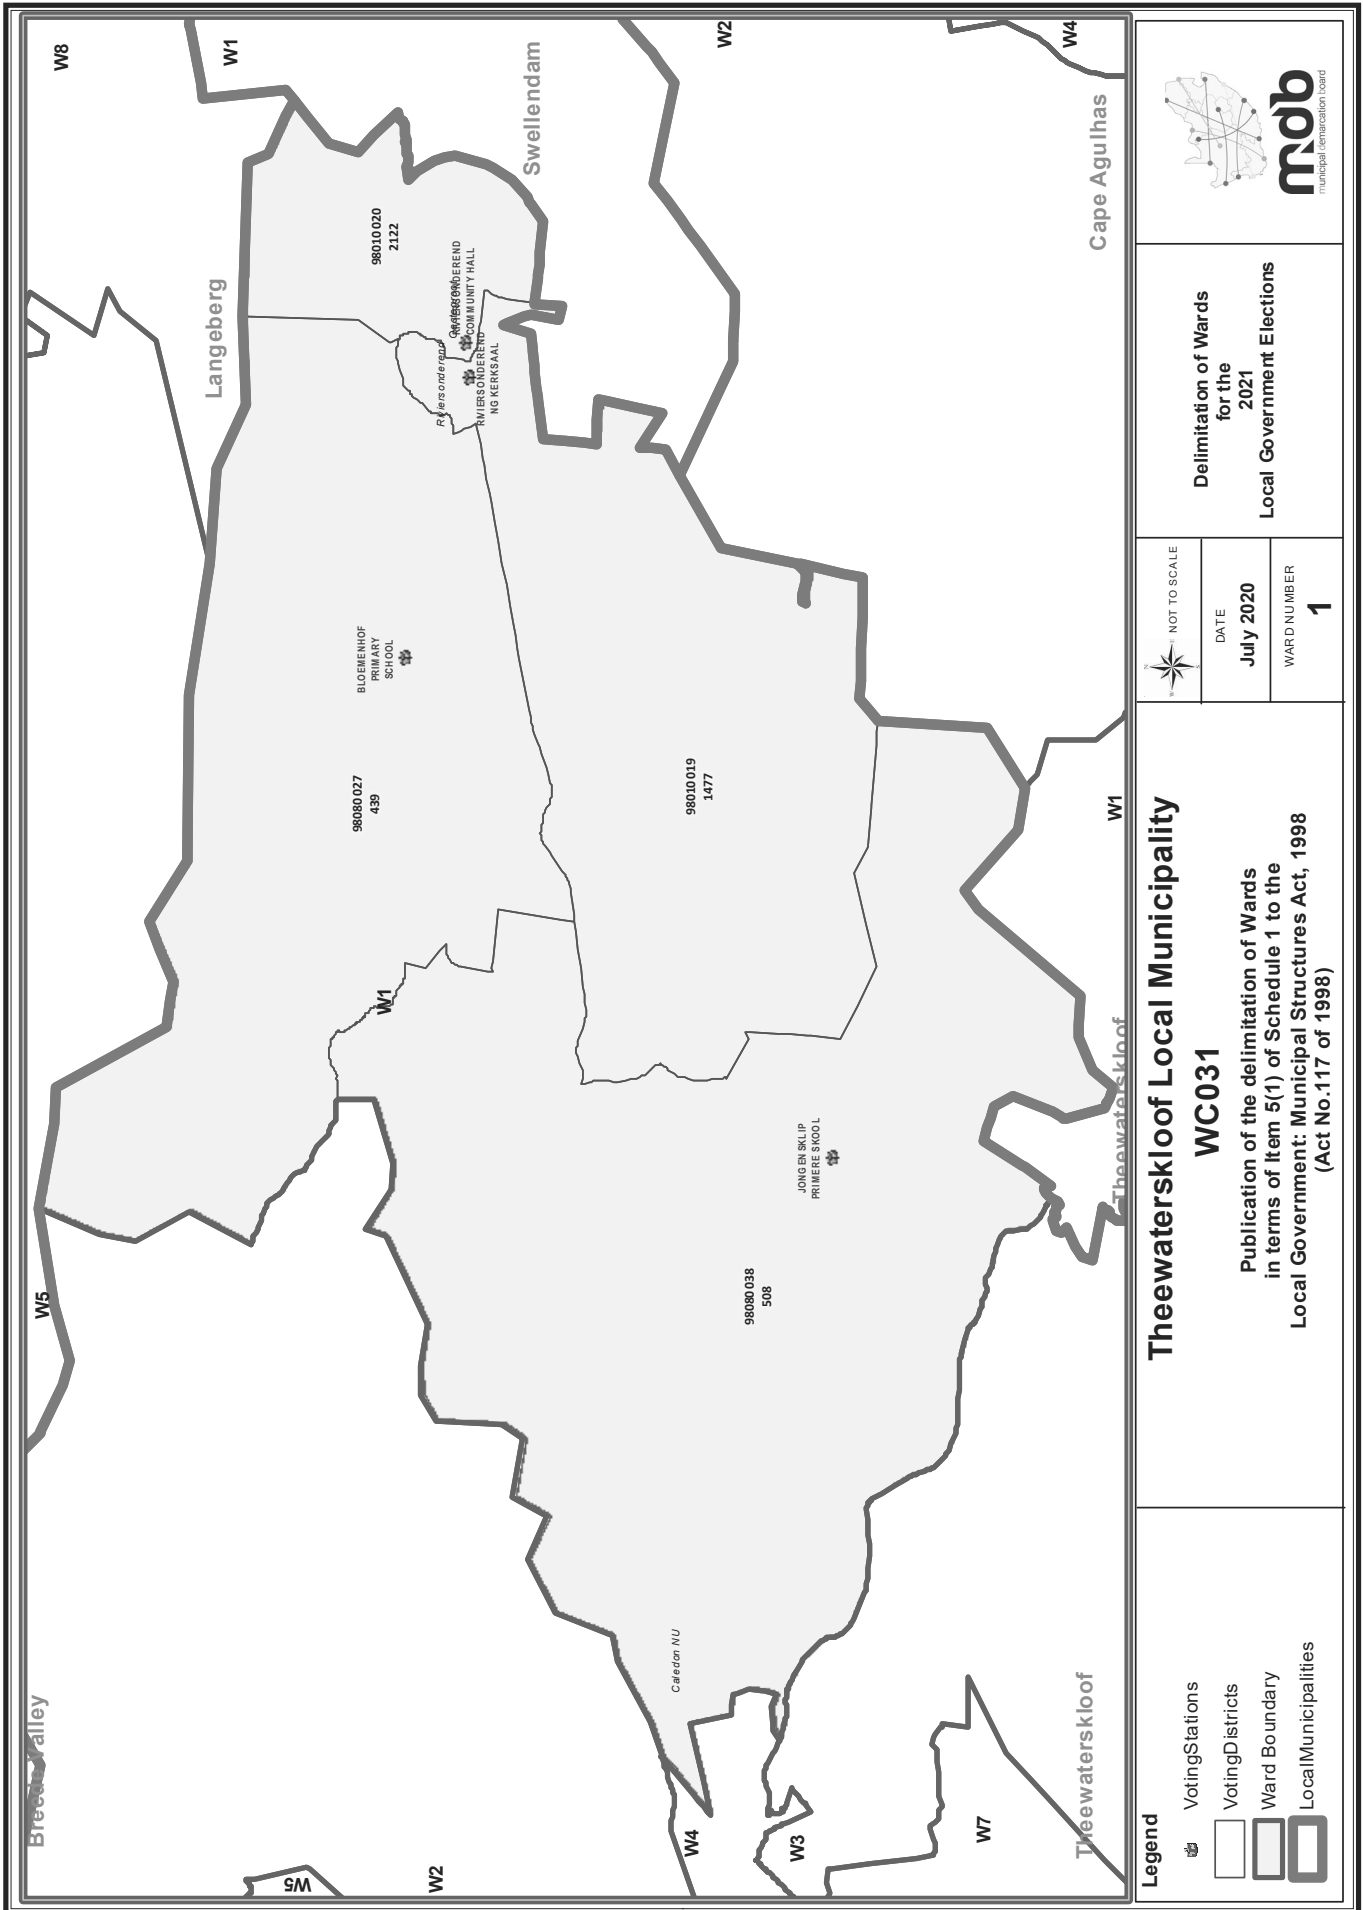 W8
W1
W2
W4
Langeberg
Swellendam
Cape Agulhas
98010020
2122
RIVIERSONDEREND
COMMUNITY HALL
Riviersonderend
RIVIERSONDEREND
NG KERKSAAL
BLOEMENHOF
PRIMARY
SCHOOL
98080027
439
98010019
1477
W1
W1
Theewaterskloof
JONGENSKLIP
PRIMERE SKOOL
98080038
508
W5
Breede Valley
Caledon NU
W5
W2
W4
W3
W7
Theewaterskloof
Legend
VotingStations
VotingDistricts
Ward Boundary
LocalMunicipalities
Theewaterskloof Local Municipality
WC031
Publication of the delimitation of Wards
in terms of Item 5(1) of Schedule 1 to the
Local Government: Municipal Structures Act, 1998
(Act No.117 of 1998)
N
E
S
W
NOT TO SCALE
DATE
July 2020
WARD NUMBER
1
Delimitation of Wards
for the
2021
Local Government Elections
mdb
municipal demarcation board